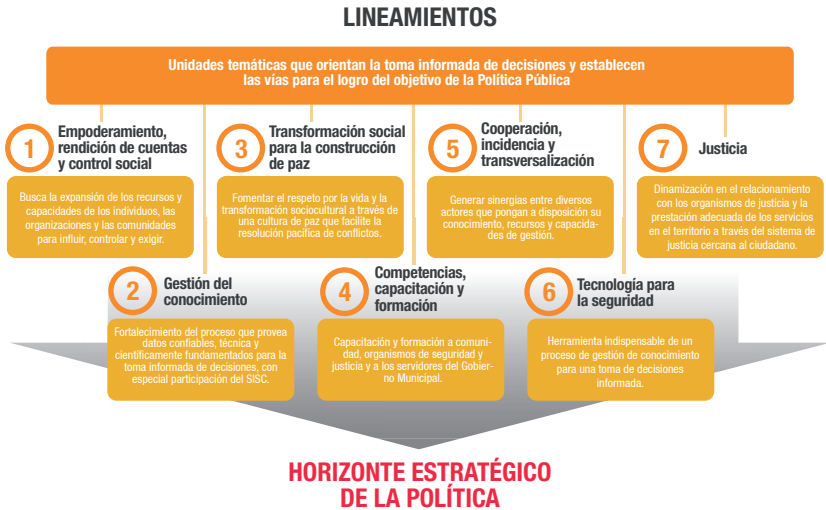 LINEAMIENTOS
Unidades temáticas que orientan la toma informada de decisiones y establecen
las vías para el logro del objetivo de la Política Pública
1
Empoderamiento,
rendición de cuentas
y control social
Busca la expansión de los recursos y
capacidades de los individuos, las
organizaciones y las comunidades
para influir, controlar y exigir.
2
Gestión del
conocimiento
Fortalecimiento del proceso que provea
datos confiables, técnica y
científicamente fundamentados para la
toma informada de decisiones, con
especial participación del SISC.
3
Transformación social
para la construcción
de paz
Fomentar el respeto por la vida y la
transformación sociocultural a través de
una cultura de paz que facilite la
resolución pacífica de conflictos.
4
Competencias,
capacitación y
formación
Capacitación y formación a comuni-
dad, organismos de seguridad y
justicia y a los servidores del Gobier-
no Municipal.
5
Cooperación,
incidencia y
transversalización
Generar sinergias entre diversos
actores que pongan a disposición su
conocimiento, recursos y capacida-
des de gestión.
6
Tecnología para
la seguridad
Herramienta indispensable de un
proceso de gestión de conocimiento
para una toma de decisiones
informada.
7
Justicia
Dinamización en el relacionamiento
con los organismos de justicia y la
prestación adecuada de los servicios
en el territorio a través del sistema de
justicia cercana al ciudadano.
HORIZONTE ESTRATÉGICO
DE LA POLÍTICA